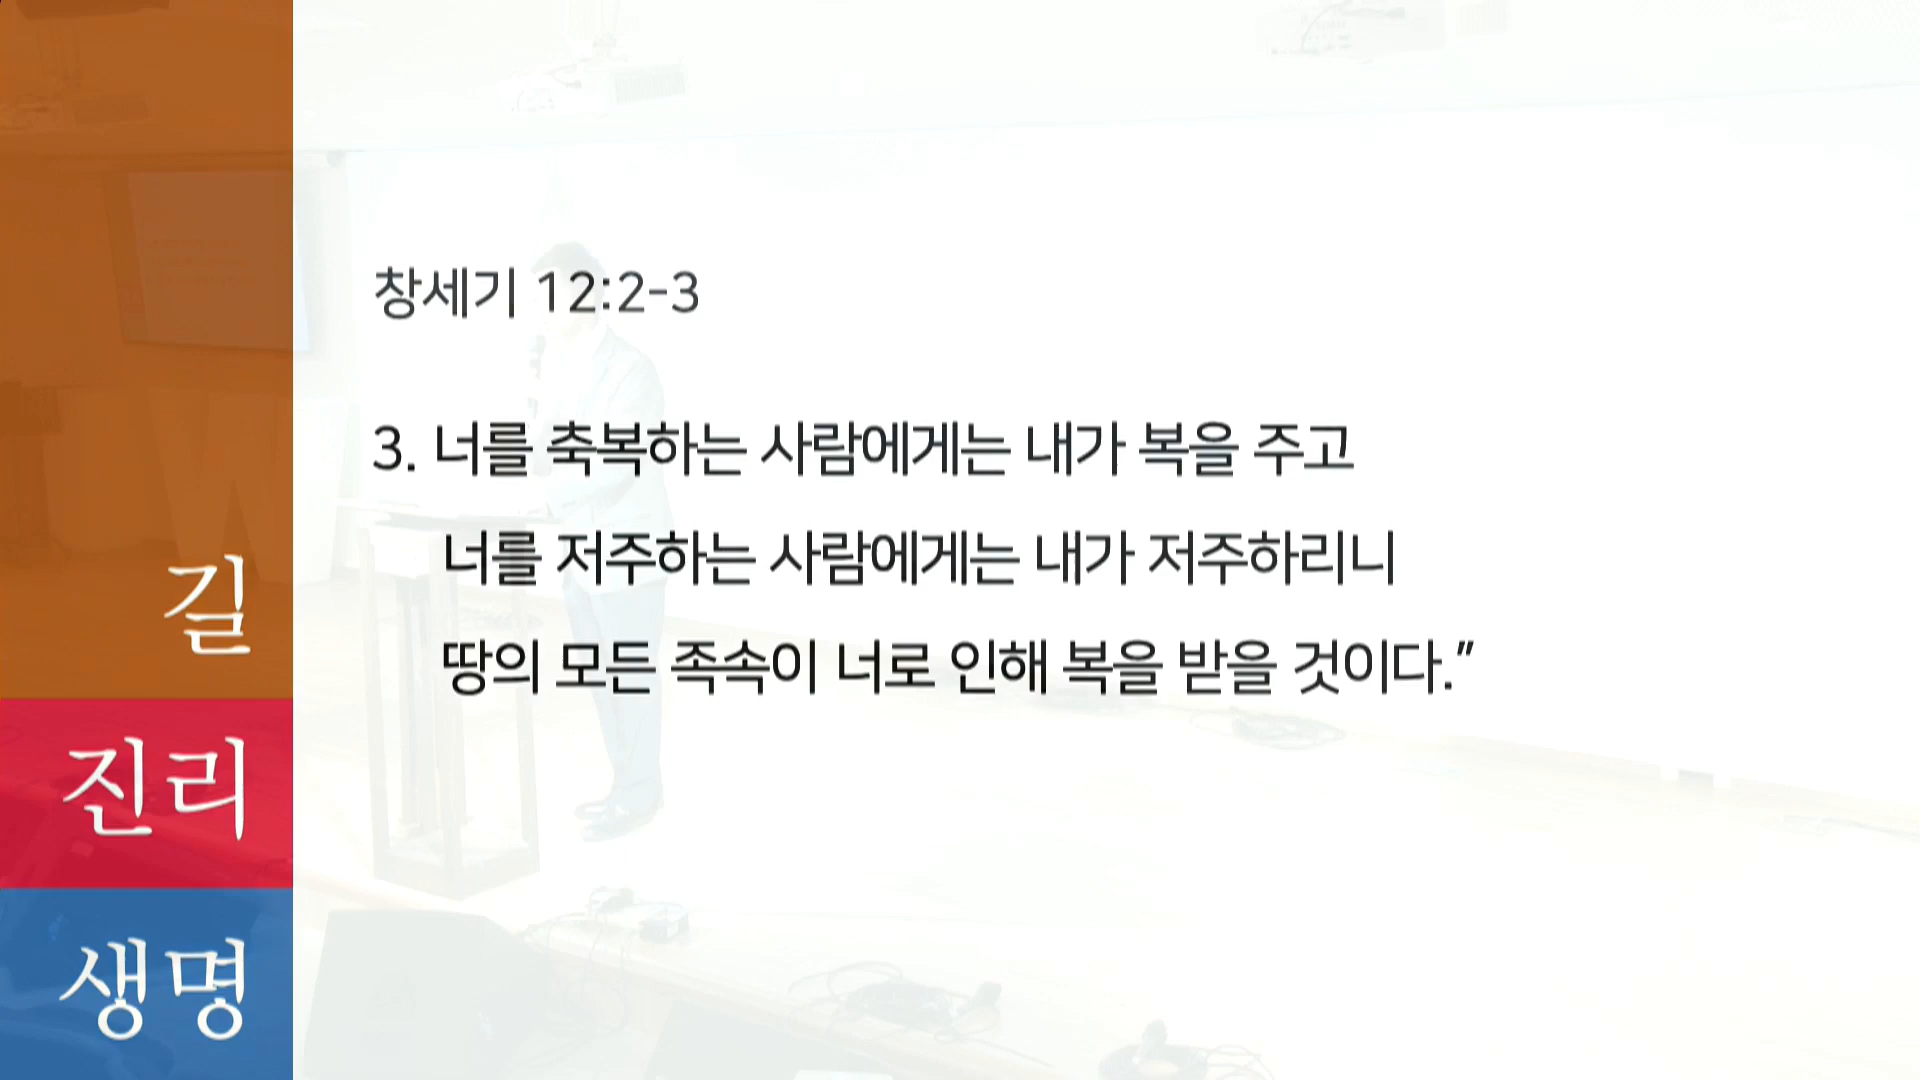 창세기 12:2-3
3. 너를 축복하는 사람에게는 내가 복을 주고
너를 저주하는 사람에게는 내가 저주하리니
땅의 모든 족속이 너로 인해 복을 받을 것이다.”
길
진리
생명